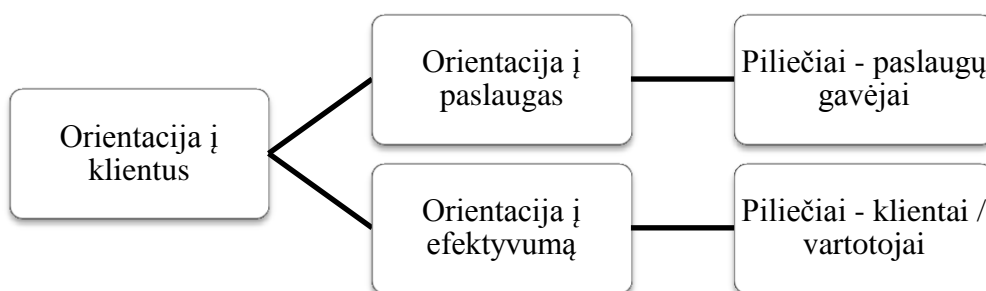 Orientacija į
klientus
Orientacija į
paslaugas
Piliečiai - paslaugų
gavėjai
Orientacija į
efektyvumą
Piliečiai - klientai /
vartotojai